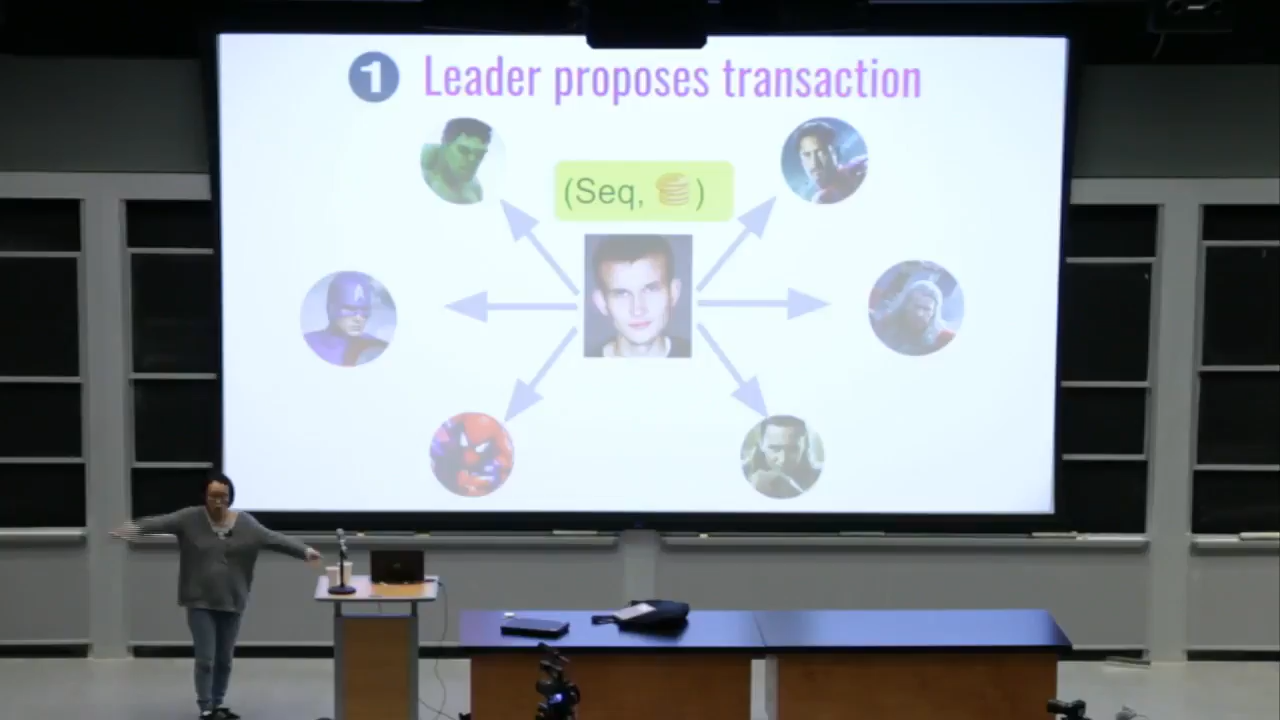 1 Leader proposes transaction
(Seq, )